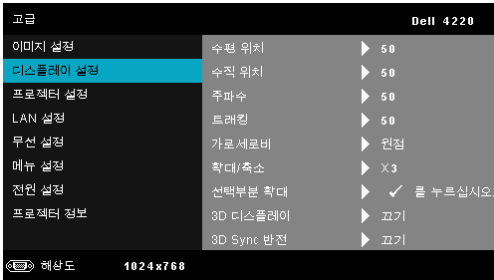 고급 Dell 4220
이미지 설정
디스플레이 설정
프로젝터 설정
LAN 설정
무선 설정
메뉴 설정
전원 설정
프로젝터 정보
수평 위치 50
수직 위치 50
주파수 50
트래킹 50
가로세로비 원점
확대/축소 X3
선택부분 확대 ✓ 를 누르십시오.
3D 디스플레이 끄기
3D Sync 반전 끄기
해상도 1024x768